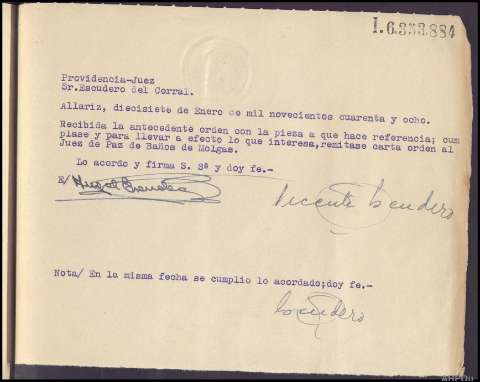 I.6.353.884
Providencia-Juez
Sr.Escudero del Corral.
Allariz, diecisiete de Enero de mil novecientos cuarenta y ocho.
Recibida la antecedente orden con la pieza a que hace referencia; cum
plase y para llevar a efecto lo que interesa,remitase carta orden al
Juez de Paz de Baños de Molgas.
Lo acordo y firma S. Sª y doy fe.-
E/
Vicente
Nota/ En la misma fecha se cumplio lo acordado;doy fe.-
AHPOu